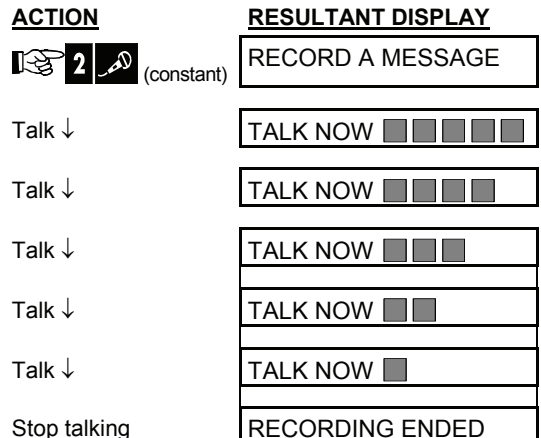 ACTION RESULTANT DISPLAY
2 (constant) RECORD A MESSAGE
Talk ↓ TALK NOW
Talk ↓ TALK NOW
Talk ↓ TALK NOW
Talk ↓ TALK NOW
Talk ↓ TALK NOW
Stop talking RECORDING ENDED